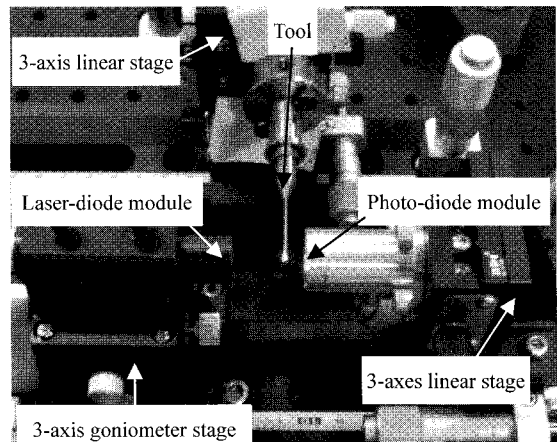 Tool
3-axis linear stage
Laser-diode module
Photo-diode module
3-axes linear stage
3-axis goniometer stage